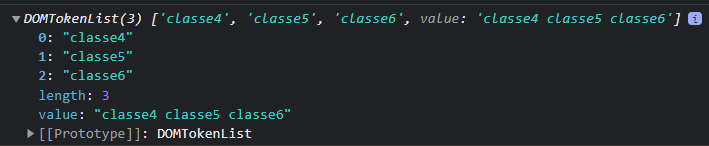 ▼DOMTokenList(3) ['classe4', 'classe5', 'classe6', value: 'classe4 classe5 classe6'] i
0: "classe4"
1: "classe5"
2: "classe6"
length: 3
value: "classe4 classe5 classe6"
▶[[Prototype]]: DOMTokenList